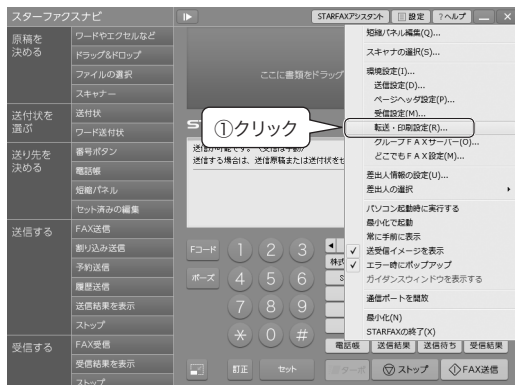 スターファクスナビ
STARFAXアシスタント
設定
?ヘルプ
原稿を
決める
ワードやエクセルなど
ドラッグ&ドロップ
ファイルの選択
スキャナー
送付状を
選ぶ
送付状
ワード送付状
送り先を
決める
番号ボタン
電話帳
短縮パネル
セット済みの編集
送信する
FAX送信
割り込み送信
予約送信
履歴送信
送信結果を表示
ストップ
受信する
FAX受信
受信結果を表示
ストップ
ここに書類をドラッグ
①クリック
送信する場合は、送信原稿または送付状をセ
Fコード
1 2 3
ポーズ
4 5 6
7 8 9
* 0 #
訂正
セット
株式
電話帳
送信結果
送信待ち
受信結果
ターボ
ストップ
FAX送信
短縮パネル編集(Q)...
スキャナの選択(S)...
環境設定(I)...
送信設定(D)...
ページヘッダ設定(P)...
受信設定(M)...
転送・印刷設定(R)...
グループFAXサーバー(O)...
どこでもFAX設定(M)...
差出人情報の設定(U)...
差出人の選択
パソコン起動時に実行する
最小化で起動
常に手前に表示
送受信イメージを表示
エラー時にポップアップ
ガイダンスウィンドウを表示する
通信ポートを開放
最小化(N)
STARFAXの終了(X)